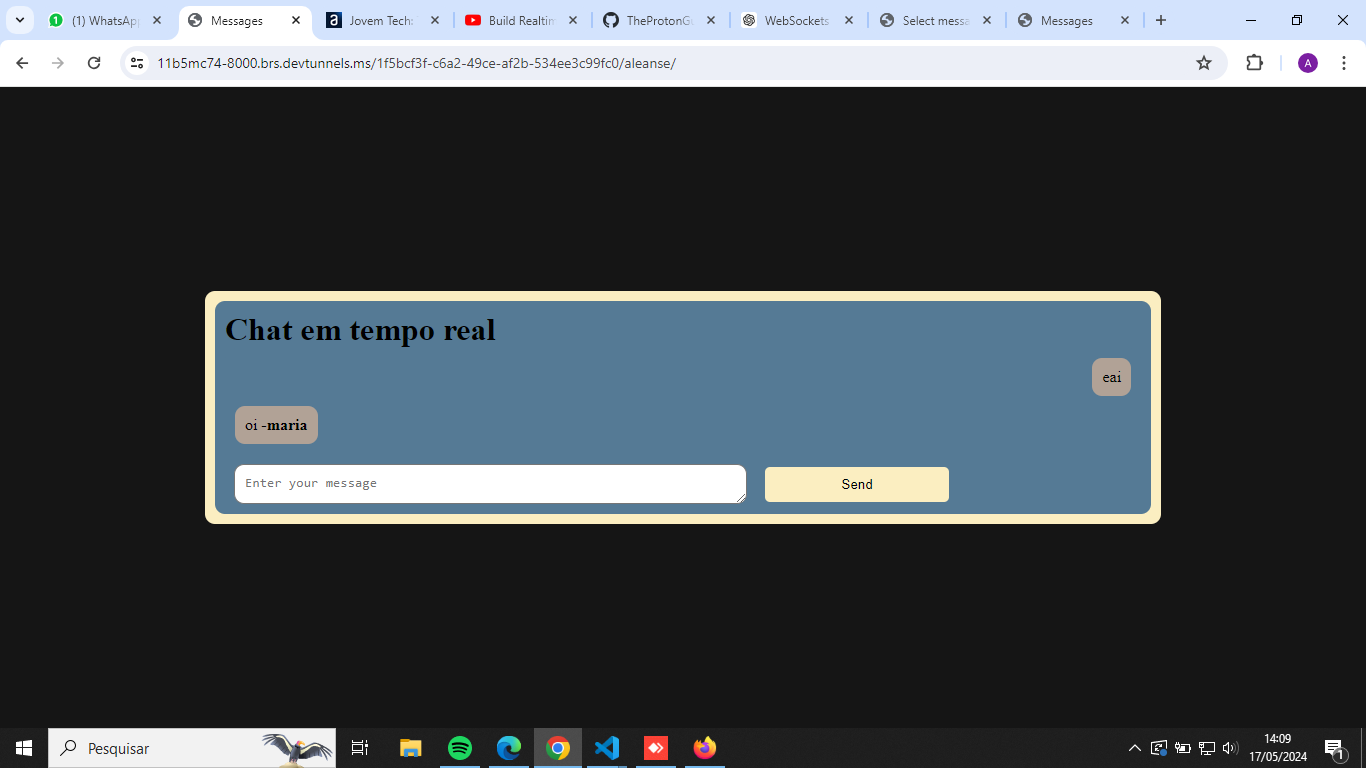 (1) WhatsAp
Messages
Jovem Tech:
Build Realtim
TheProtonGu
WebSockets
Select messa
Messages
11b5mc74-8000.brs.devtunnels.ms/1f5bcf3f-c6a2-49ce-af2b-534ee3c99fc0/aleanse/
A
Chat em tempo real
eai
oi -maria
Enter your message
Send
Pesquisar
14:09
17/05/2024
1